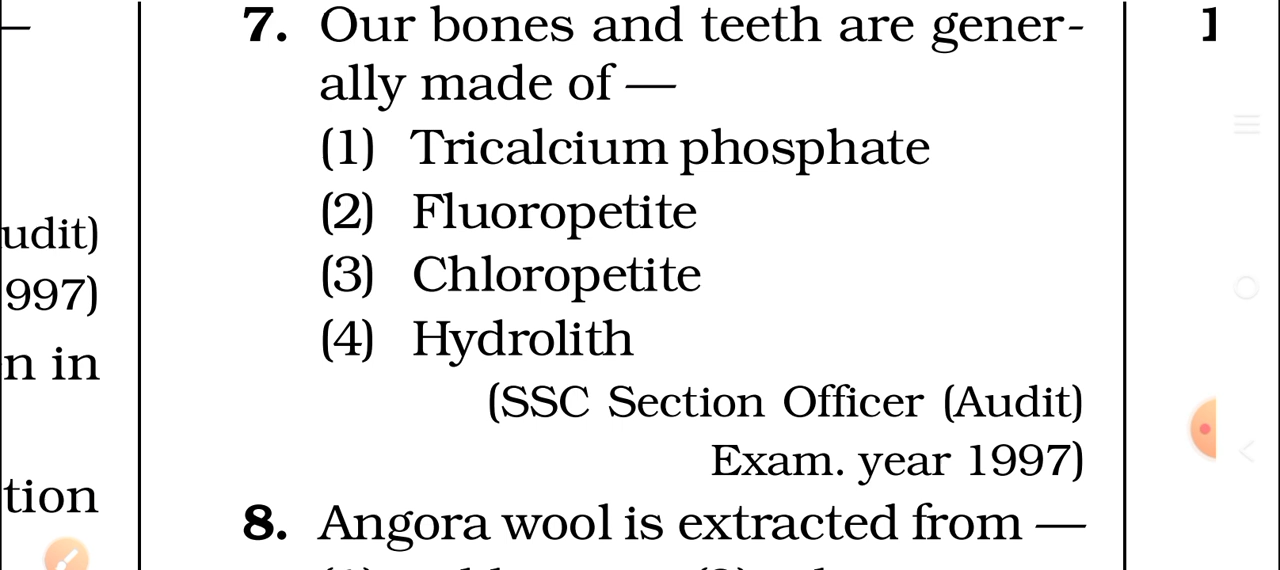 —
udit)
997)
n in
tion
7. Our bones and teeth are gener-
ally made of —
(1) Tricalcium phosphate
(2) Fluoropetite
(3) Chloropetite
(4) Hydrolith
(SSC Section Officer (Audit)
Exam. year 1997)
8. Angora wool is extracted from —